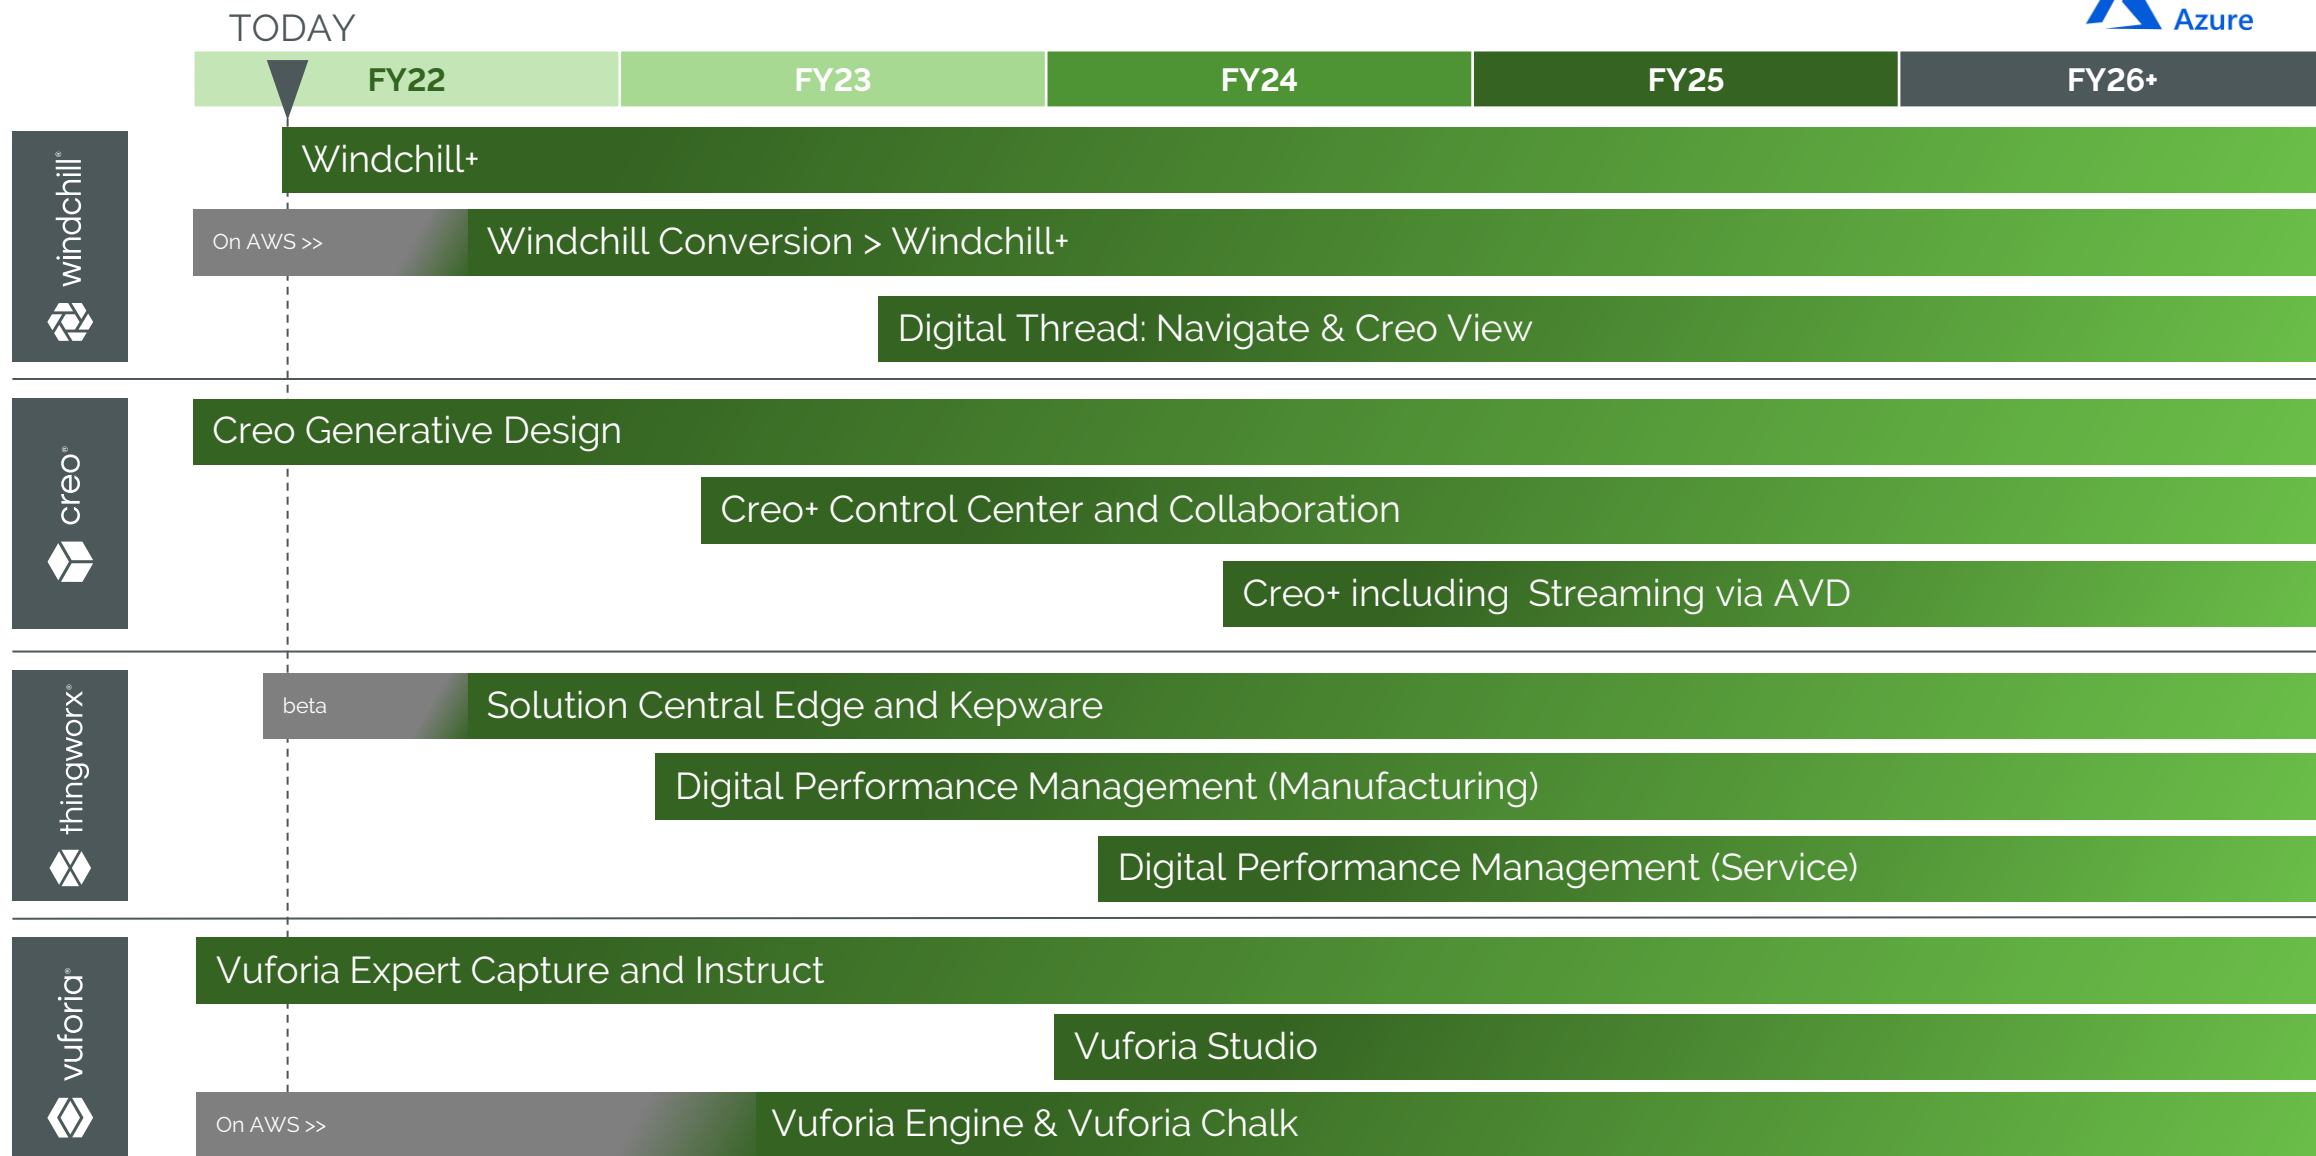 TODAY
Azure
FY22
FY23
FY24
FY25
FY26+
windchill®
Windchill+
On AWS >>
Windchill Conversion > Windchill+
Digital Thread: Navigate & Creo View
creo®
Creo Generative Design
Creo+ Control Center and Collaboration
Creo+ including  Streaming via AVD
thingworx®
beta
Solution Central Edge and Kepware
Digital Performance Management (Manufacturing)
Digital Performance Management (Service)
vuforia®
Vuforia Expert Capture and Instruct
Vuforia Studio
On AWS >>
Vuforia Engine & Vuforia Chalk